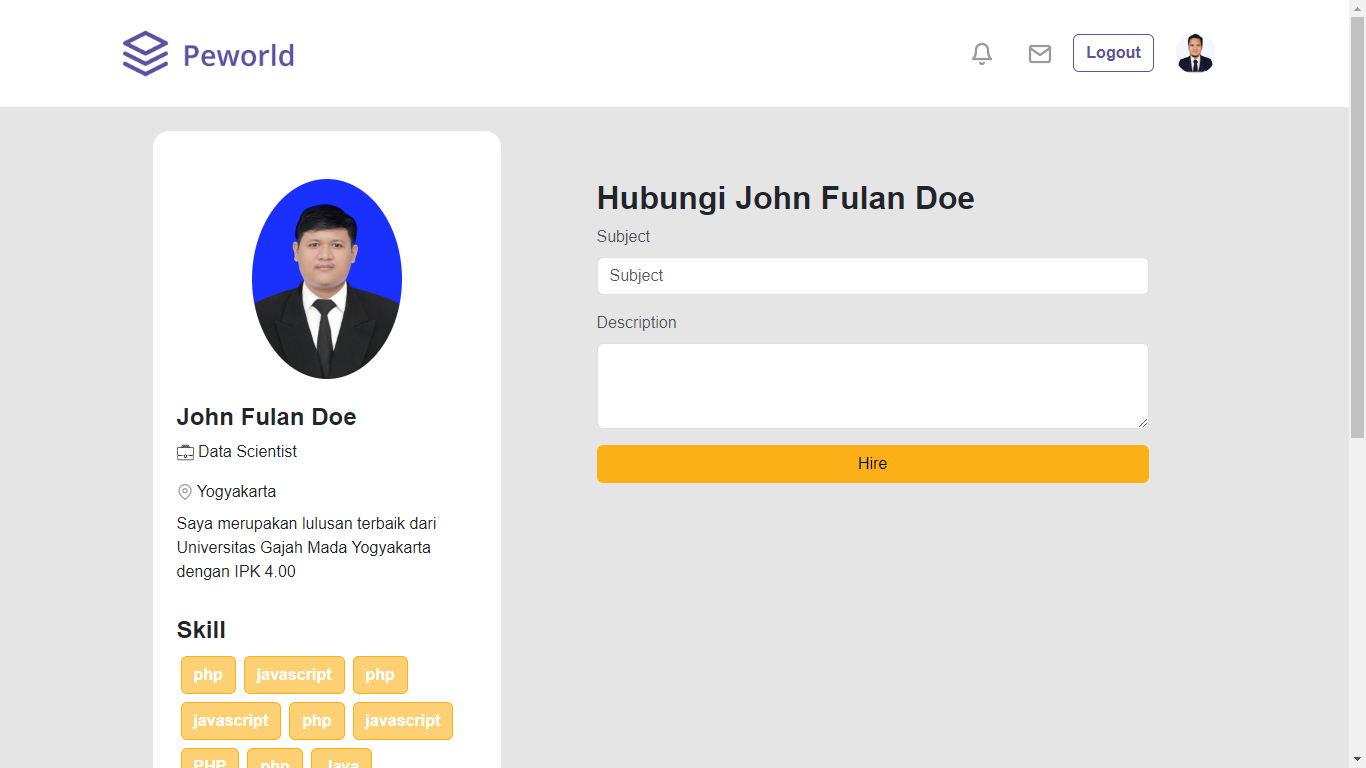 Peworld
Logout
John Fulan Doe
Data Scientist
Yogyakarta
Saya merupakan lulusan terbaik dari
Universitas Gajah Mada Yogyakarta
dengan IPK 4.00
Skill
php javascript php
javascript php javascript
PHP php Java
Hubungi John Fulan Doe
Subject
Subject
Description
Hire